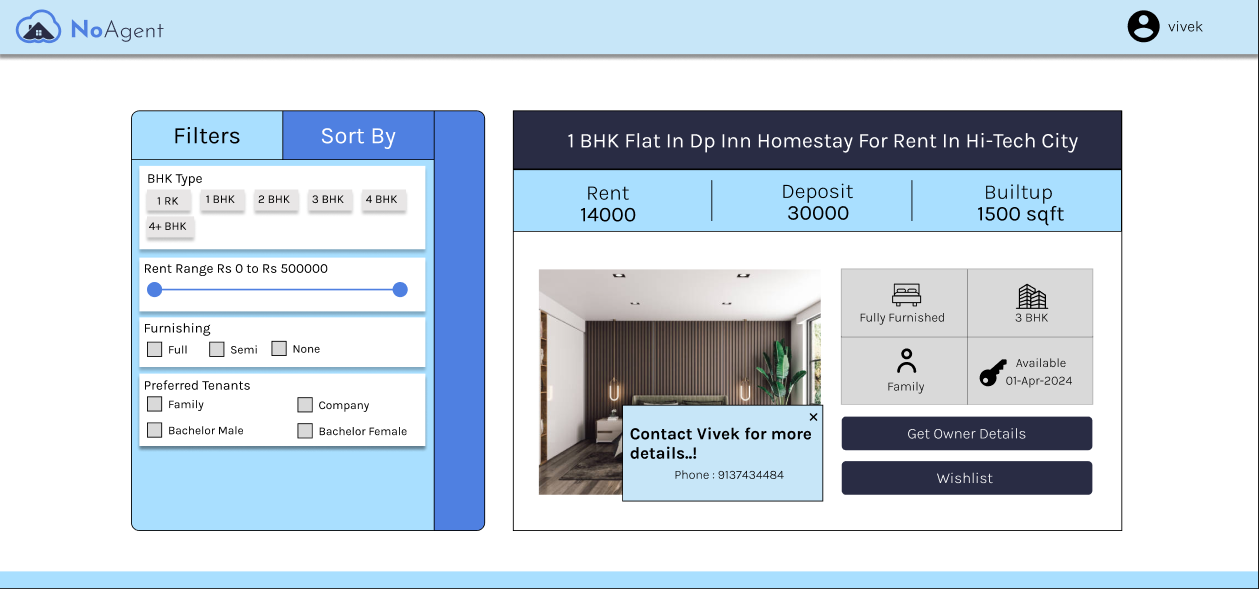 NoAgent
vivek
Filters
Sort By
BHK Type
1 RK
1 BHK
2 BHK
3 BHK
4 BHK
4+ BHK
Rent Range Rs 0 to Rs 500000
Furnishing
Full
Semi
None
Preferred Tenants
Family
Company
Bachelor Male
Bachelor Female
1 BHK Flat In Dp Inn Homestay For Rent In Hi-Tech City
Rent
14000
Deposit
30000
Builtup
1500 sqft
Fully Furnished
3 BHK
Family
Available
01-Apr-2024
Contact Vivek for more
details..!
Phone : 9137434484
Get Owner Details
Wishlist